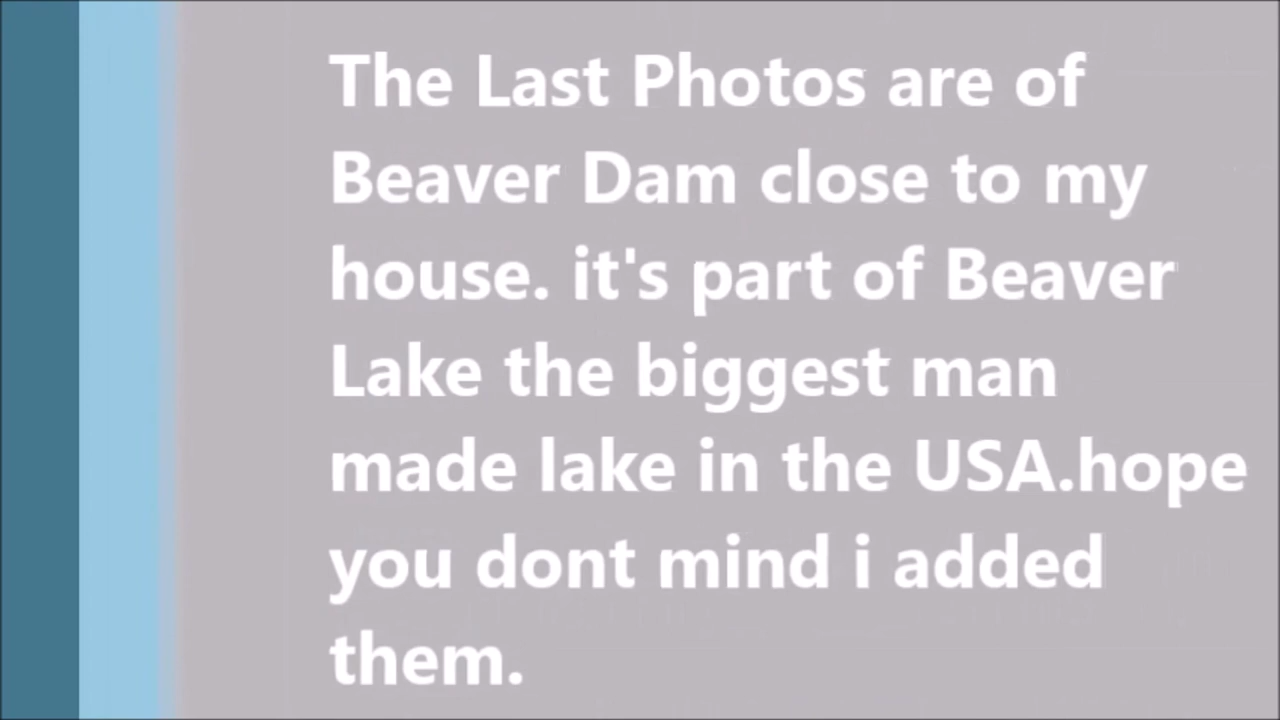 The Last Photos are of
Beaver Dam close to my
house. it's part of Beaver
Lake the biggest man
made lake in the USA.hope
you dont mind i added
them.